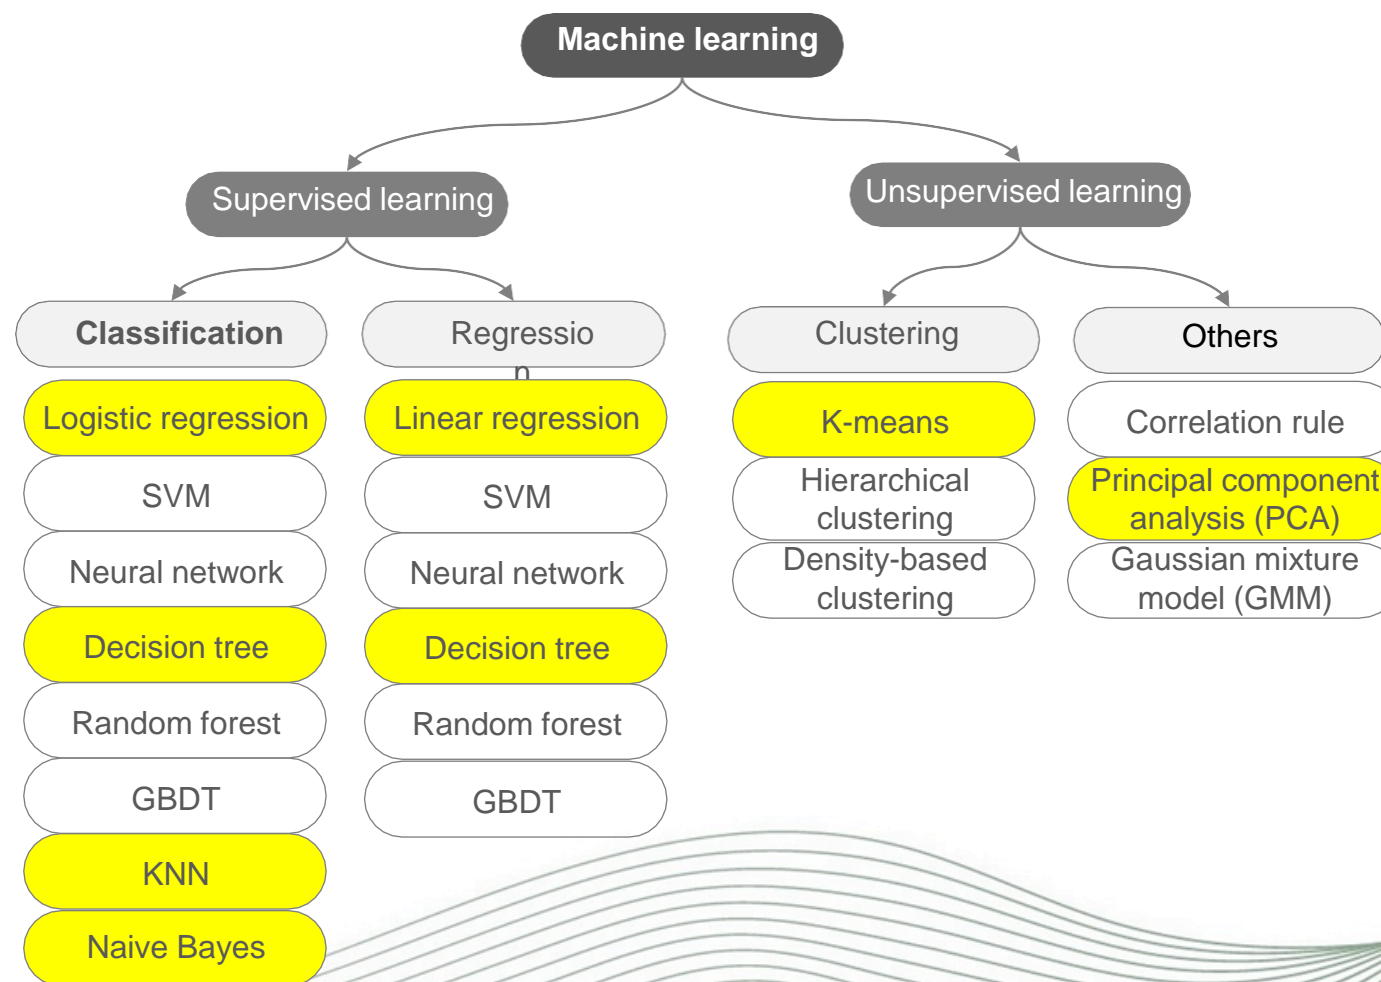 Machine learning
Supervised learning
Unsupervised learning
Classification
Regressio
n
Clustering
Others
Logistic regression
SVM
Neural network
Decision tree
Random forest
GBDT
KNN
Naive Bayes
Linear regression
SVM
Neural network
Decision tree
Random forest
GBDT
K-means
Hierarchical
clustering
Density-based
clustering
Correlation rule
Principal component
analysis (PCA)
Gaussian mixture
model (GMM)